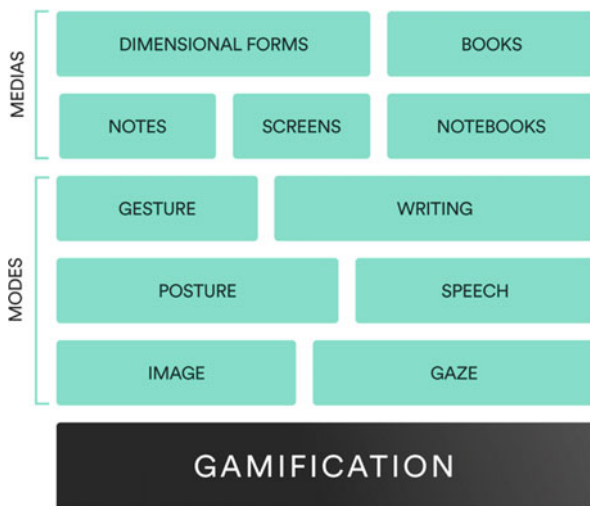 MEDIAS
DIMENSIONAL FORMS BOOKS
NOTES SCREENS NOTEBOOKS
MODES
GESTURE WRITING
POSTURE SPEECH
IMAGE GAZE
GAMIFICATION